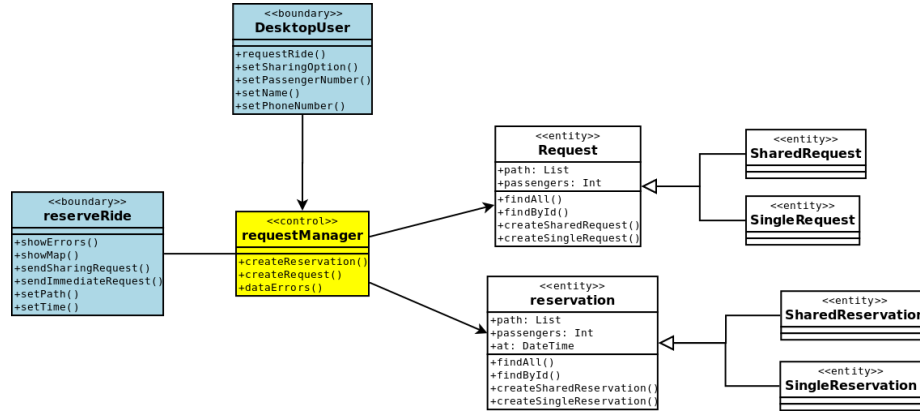 <<boundary>>
DesktopUser
+requestRide()
+setSharingOption()
+setPassengerNumber()
+setName()
+setPhoneNumber()
<<boundary>>
reserveRide
+showErrors()
+showMap()
+sendSharingRequest()
+sendImmediateRequest()
+setPath()
+setTime()
<<control>>
requestManager
+createReservation()
+createRequest()
+dataErrors()
<<entity>>
Request
+path: List
+passengers: Int
+findAll()
+findById()
+createSharedRequest()
+createSingleRequest()
<<entity>>
SharedRequest
<<entity>>
SingleRequest
<<entity>>
reservation
+path: List
+passengers: Int
+at: DateTime
+findAll()
+findById()
+createSharedReservation()
+createSingleReservation()
<<entity>>
SharedReservation
<<entity>>
SingleReservation